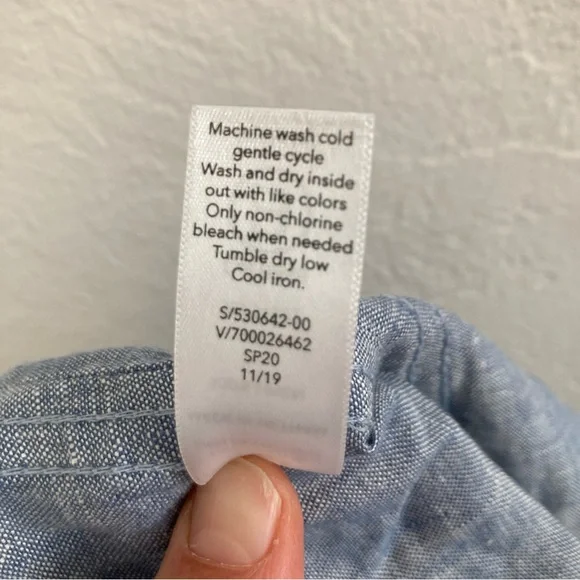 Machine wash cold
gentle cycle
Wash and dry inside
out with like colors
Only non-chlorine
bleach when needed
Tumble dry low
Cool iron.
S/530642-00
V/700026462
SP20
11/19